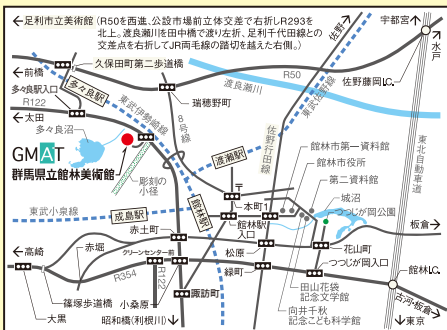 ←足利市立美術館（R50を西進、公設市場前立体交差で右折しR293を
北上。渡良瀬川を田中橋で渡り左折、足利千代田線との
交差点を右折してJR両毛線の踏切を越えた右側。）
宇都宮
水戸
佐野
←前橋
久保田町第二歩道橋
多々良駅入口
R122
多々良駅
←太田
多々良沼
東武伊勢崎線
渡良瀬川
R50
佐野藤岡I.C.
瑞穂野町
8号線
東武佐野線
佐野行田線
東北自動車道
GMAT
群馬県立館林美術館
彫刻の
小径
渡瀬駅
館林市第一資料館
館林市役所
第二資料館
城沼
つつじが岡公園
本町1
東武小泉線
成島駅
館林駅
館林駅
入口
板倉→
←高崎
赤堀
赤土町
クリーンセンター前
松原
花山町
緑町
つつじが岡入口
館林I.C.
R354
R122
大黒
篠塚歩道橋
小桑原
諏訪町
昭和橋（利根川）↓
田山花袋
記念文学館
向井千秋
記念こども科学館
古河・板倉
↓東京